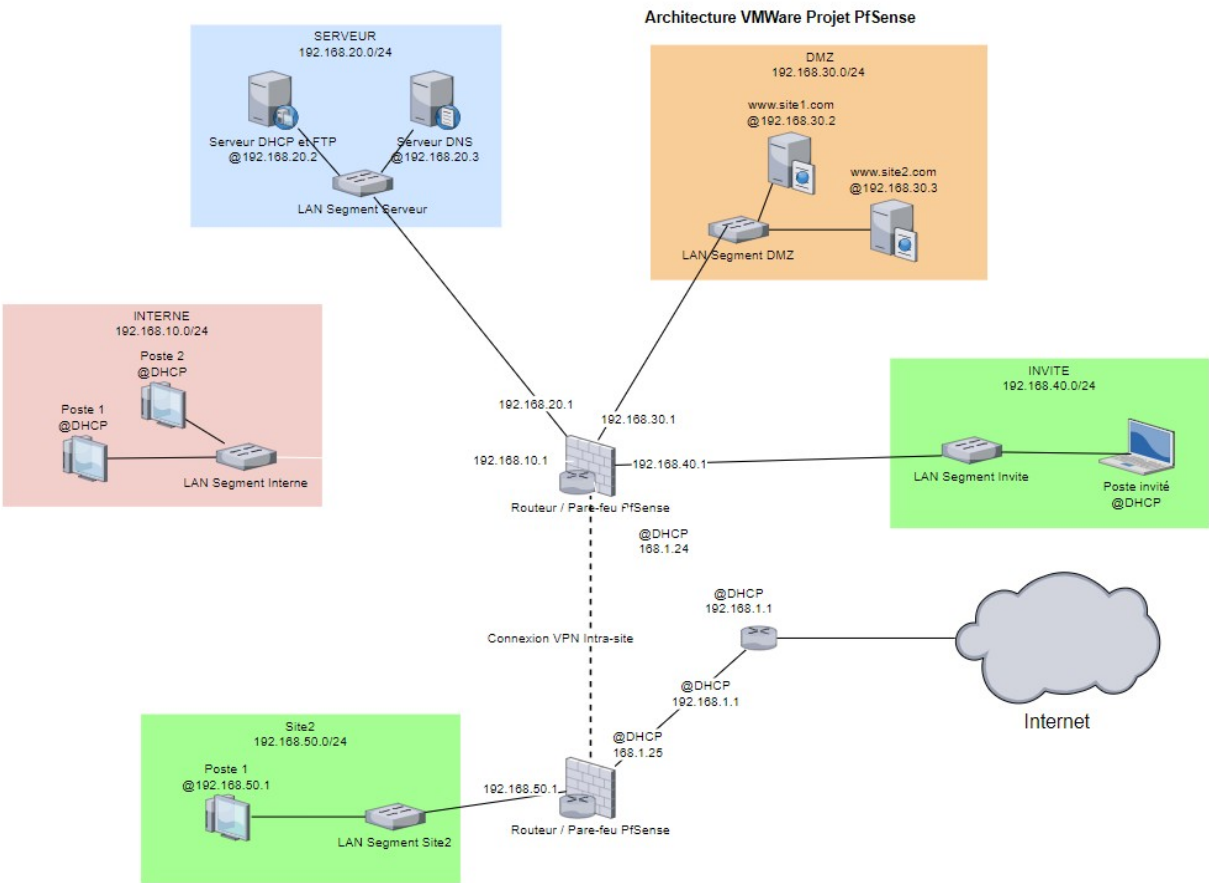 Architecture VMWare Projet PfSense
SERVEUR
192.168.20.0/24
Serveur DHCP et FTP
@192.168.20.2
Serveur DNS
@192.168.20.3
LAN Segment Serveur
DMZ
192.168.30.0/24
www.site1.com
@192.168.30.2
www.site2.com
@192.168.30.3
LAN Segment DMZ
INTERNE
192.168.10.0/24
Poste 2
@DHCP
Poste 1
@DHCP
LAN Segment Interne
INVITE
192.168.40.0/24
LAN Segment Invite
Poste invité
@DHCP
192.168.20.1
192.168.30.1
192.168.10.1
192.168.40.1
Routeur / Pare-feu PfSense
@DHCP
168.1.24
@DHCP
192.168.1.1
Connexion VPN Intra-site
@DHCP
192.168.1.1
Internet
@DHCP
168.1.25
Site2
192.168.50.0/24
Poste 1
@192.168.50.1
192.168.50.1
LAN Segment Site2
Routeur / Pare-feu PfSense